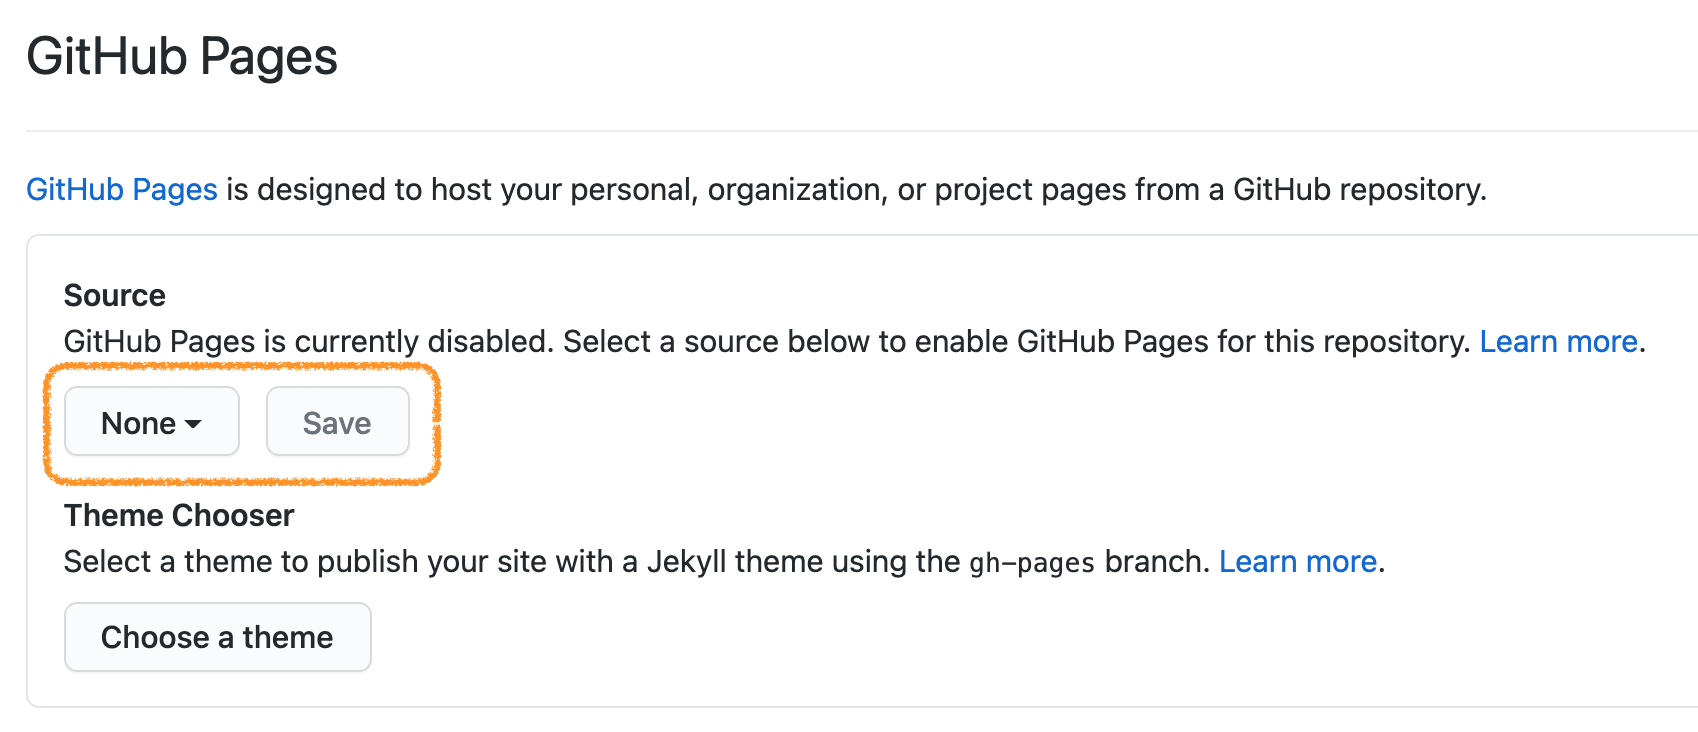 GitHub Pages
GitHub Pages is designed to host your personal, organization, or project pages from a GitHub repository.
Source
GitHub Pages is currently disabled. Select a source below to enable GitHub Pages for this repository. Learn more.
None Save
Theme Chooser
Select a theme to publish your site with a Jekyll theme using the gh-pages branch. Learn more.
Choose a theme